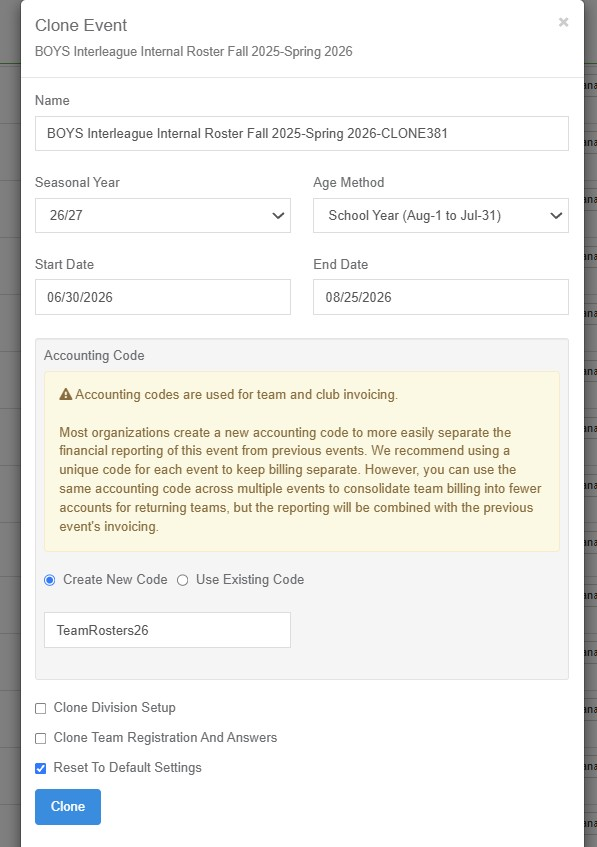 Clone Event
×
BOYS Interleague Internal Roster Fall 2025-Spring 2026
Name
BOYS Interleague Internal Roster Fall 2025-Spring 2026-CLONE381
Seasonal Year
Age Method
26/27
School Year (Aug-1 to Jul-31)
Start Date
End Date
06/30/2026
08/25/2026
Accounting Code
Accounting codes are used for team and club invoicing.
Most organizations create a new accounting code to more easily separate the
financial reporting of this event from previous events. We recommend using a
unique code for each event to keep billing separate. However, you can use the
same accounting code across multiple events to consolidate team billing into fewer
accounts for returning teams, but the reporting will be combined with the previous
event's invoicing.
Create New Code
Use Existing Code
TeamRosters26
Clone Division Setup
Clone Team Registration And Answers
Reset To Default Settings
Clone